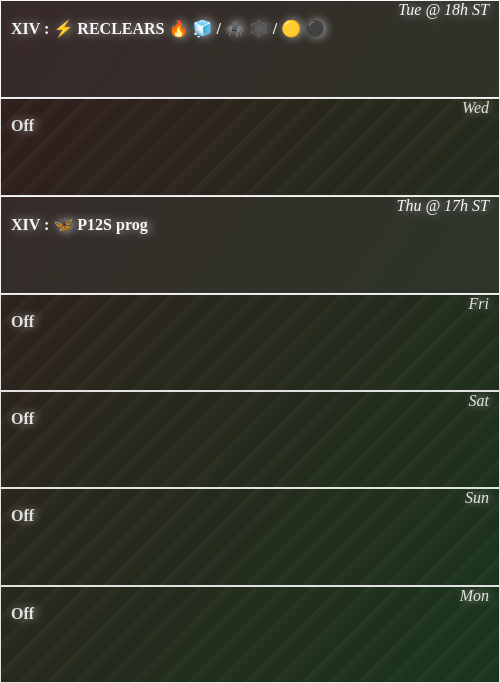 Tue @ 18h ST
XIV : ⚡ RECLEARS 🔥 🧊 / 🕷 🕸 / 🟡 ⚫
Wed
Off
Thu @ 17h ST
XIV : 🦋 P12S prog
Fri
Off
Sat
Off
Sun
Off
Mon
Off